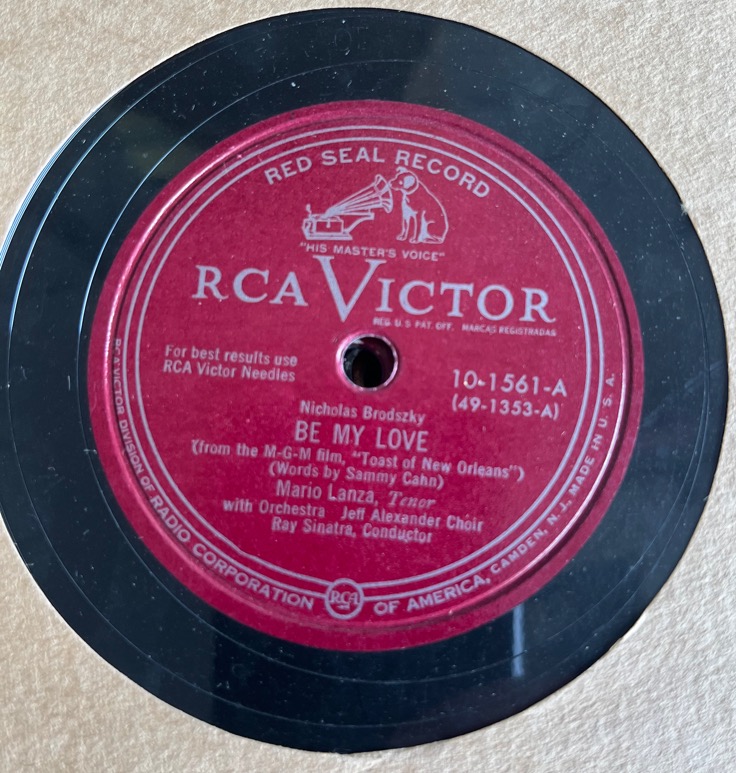 RED SEAL RECORD
"HIS MASTER'S VOICE"
RCA VICTOR
REG. U.S. PAT. OFF. MARCAS REGISTRADAS
For best results use
RCA Victor Needles
10-1561-A
(49-1353-A)
Nicholas Brodszky
BE MY LOVE
(from the M-G-M film, "Toast of New Orleans")
(Words by Sammy Cahn)
Mario Lanza, Tenor
with Orchestra Jeff Alexander Choir
Ray Sinatra, Conductor
RCA VICTOR DIVISION OF RADIO CORPORATION RCA OF AMERICA, CAMDEN, N.J. MADE IN U.S.A.